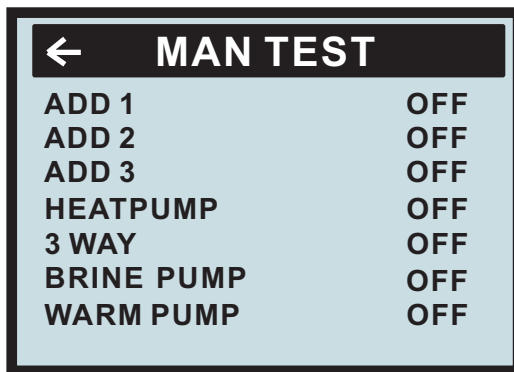 ← MAN TEST
ADD 1 OFF
ADD 2 OFF
ADD 3 OFF
HEATPUMP OFF
3 WAY OFF
BRINE PUMP OFF
WARM PUMP OFF